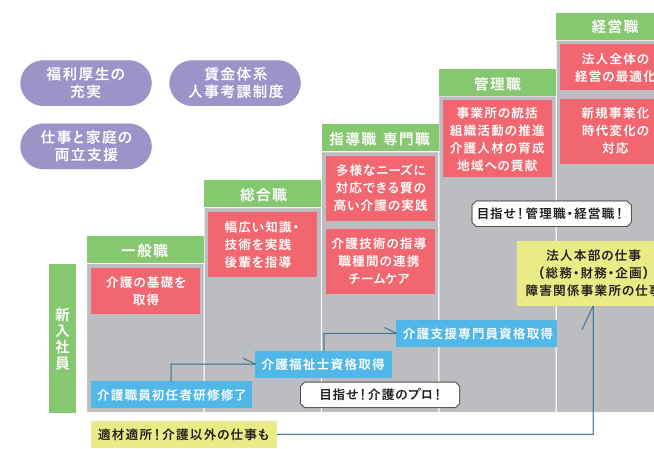 福利厚生の
充実
賃金体系
人事考課制度
仕事と家庭の
両立支援
経営職
法人全体の
経営の最適化
新規事業化
時代変化の
対応
管理職
事業所の統括
組織活動の推進
介護人材の育成
地域への貢献
指導職 専門職
多様なニーズに
対応できる質の
高い介護の実践
介護技術の指導
職種間の連携
チームケア
総合職
幅広い知識・
技術を実践
後輩を指導
一般職
介護の基礎を
取得
新入社員
目指せ!管理職・経営職!
法人本部の仕事
(総務・財務・企画)
障害関係事業所の仕事
介護支援専門員資格取得
介護福祉士資格取得
介護職員初任者研修修了
目指せ!介護のプロ!
適材適所!介護以外の仕事も